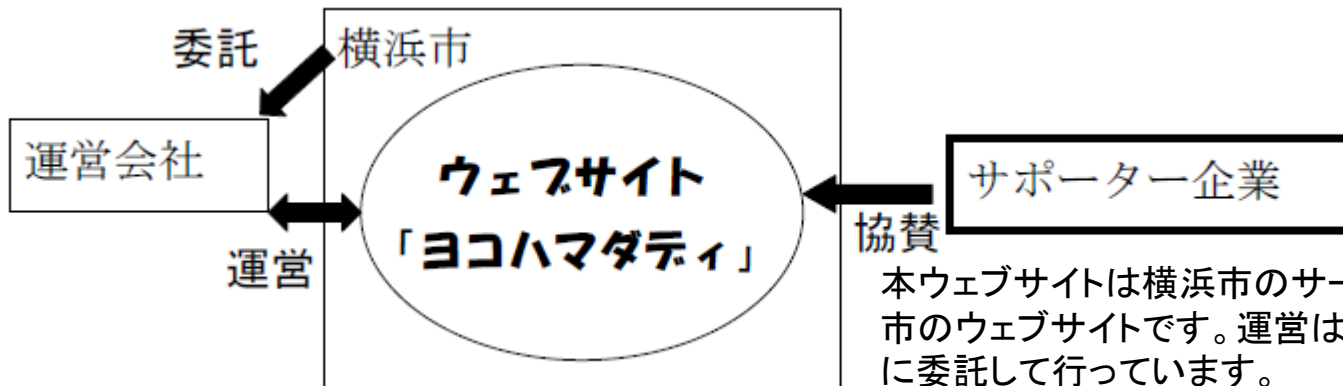 委託
横浜市
運営会社
ウェブサイト
「ヨコハマダディ」
運営
サポーター企業
協賛
本ウェブサイトは横浜市のサー
市のウェブサイトです。運営は
に委託して行っています。